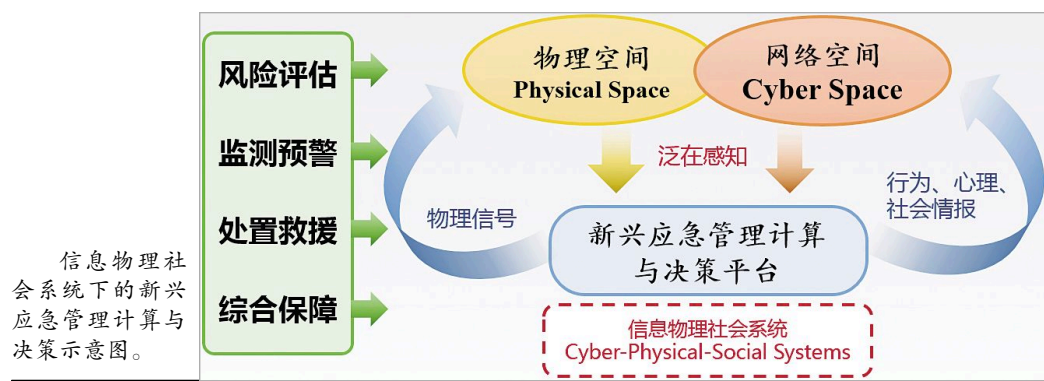 信息物理社
会系统下的新兴
应急管理计算与
决策示意图。
风险评估
监测预警
处置救援
综合保障
物理空间
Physical Space
网络空间
Cyber Space
泛在感知
物理信号
行为、心理、
社会情报
新兴应急管理计算
与决策平台
信息物理社会系统
Cyber-Physical-Social Systems